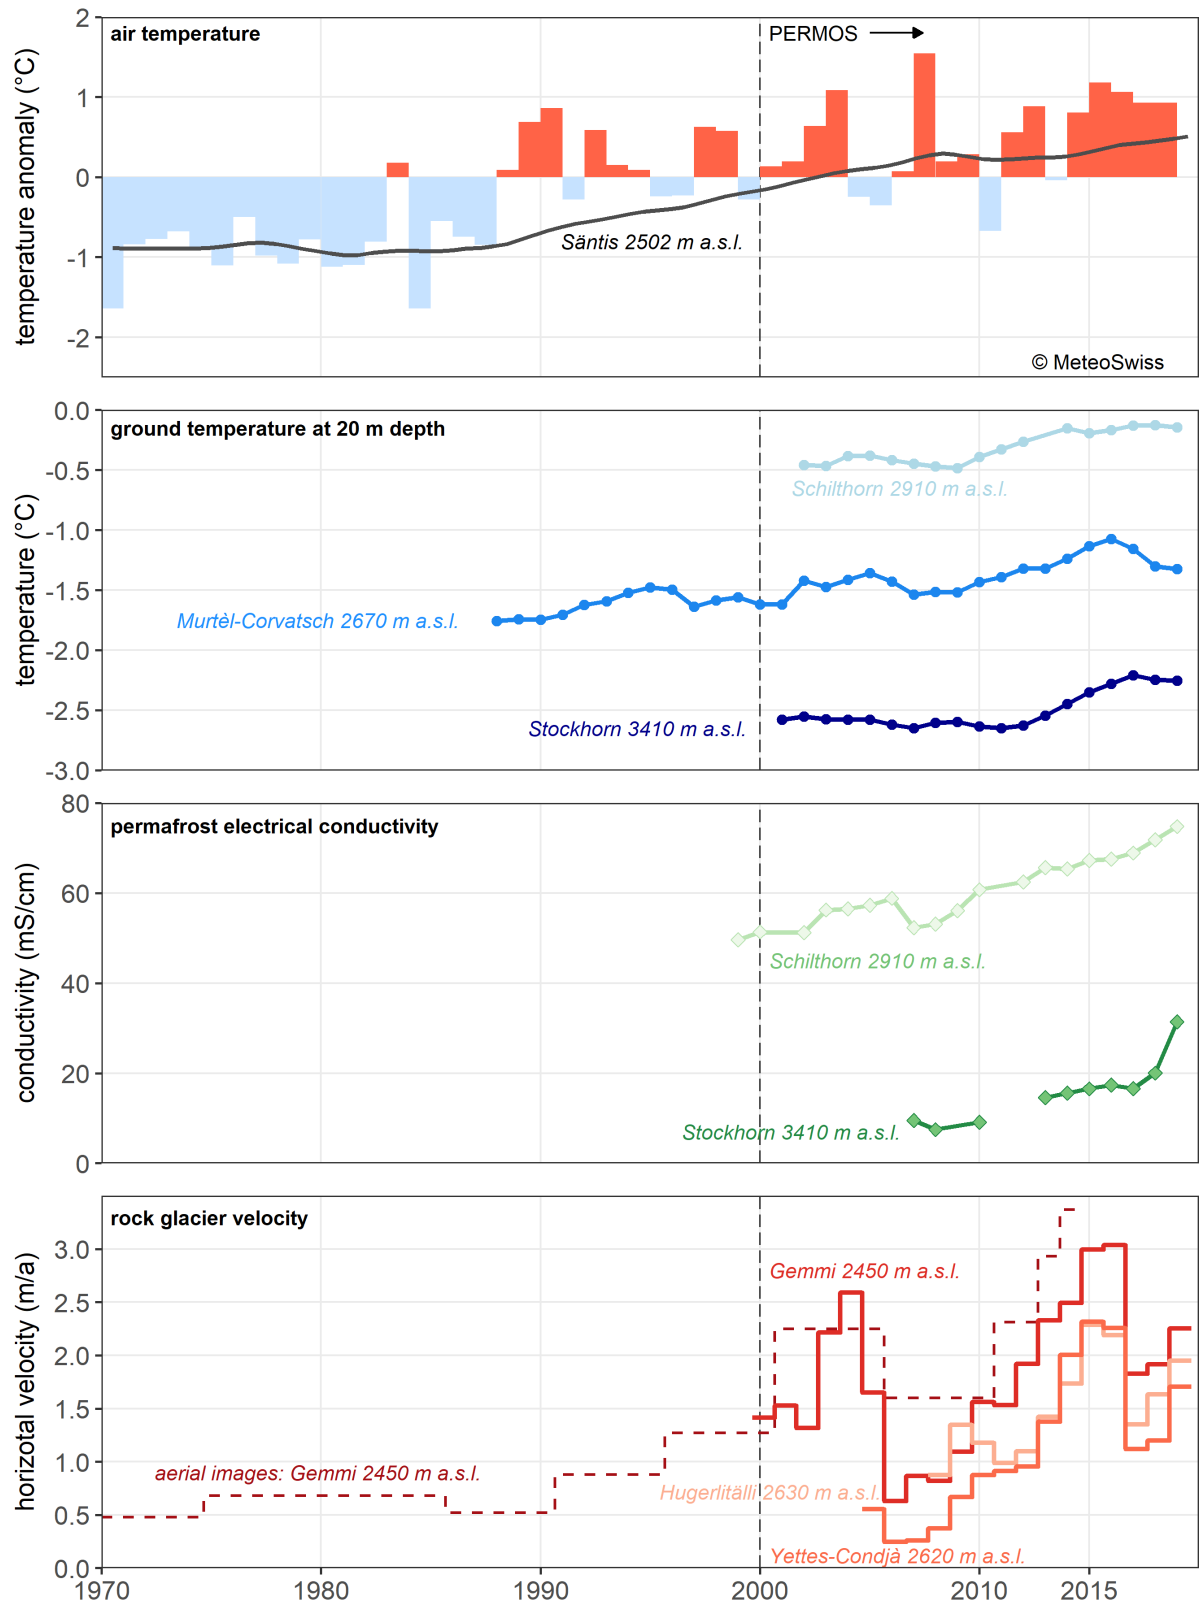 air temperature
PERMOS
2
1
0
-1
-2
temperature anomaly (°C)
Säntis 2502 m a.s.l.
© MeteoSwiss
ground temperature at 20 m depth
0.0
-0.5
-1.0
-1.5
-2.0
-2.5
-3.0
temperature (°C)
Schilthorn 2910 m a.s.l.
Murtèl-Corvatsch 2670 m a.s.l.
Stockhorn 3410 m a.s.l.
permafrost electrical conductivity
80
60
40
20
0
conductivity (mS/cm)
Schilthorn 2910 m a.s.l.
Stockhorn 3410 m a.s.l.
rock glacier velocity
3.0
2.5
2.0
1.5
1.0
0.5
0.0
horizotal velocity (m/a)
Gemmi 2450 m a.s.l.
aerial images: Gemmi 2450 m a.s.l.
Hugerlitälli 2630 m a.s.l.
Yettes-Condjà 2620 m a.s.l.
1970 1980 1990 2000 2010 2015